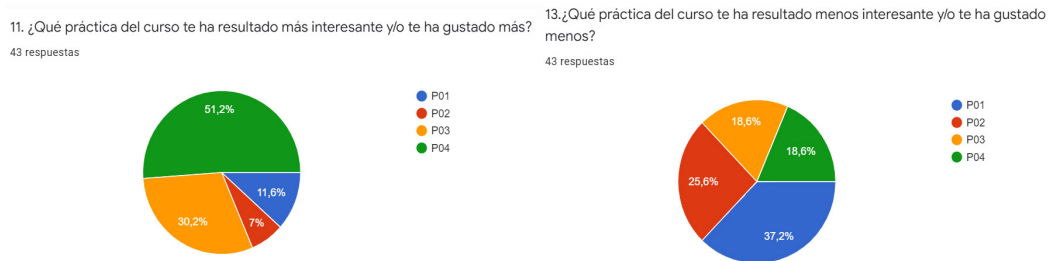 11. ¿Qué práctica del curso te ha resultado más interesante y/o te ha gustado más?
43 respuestas
51,2%
11,6%
7%
30,2%
P01
P02
P03
P04
13.¿Qué práctica del curso te ha resultado menos interesante y/o te ha gustado
menos?
43 respuestas
18,6%
18,6%
25,6%
37,2%
P01
P02
P03
P04